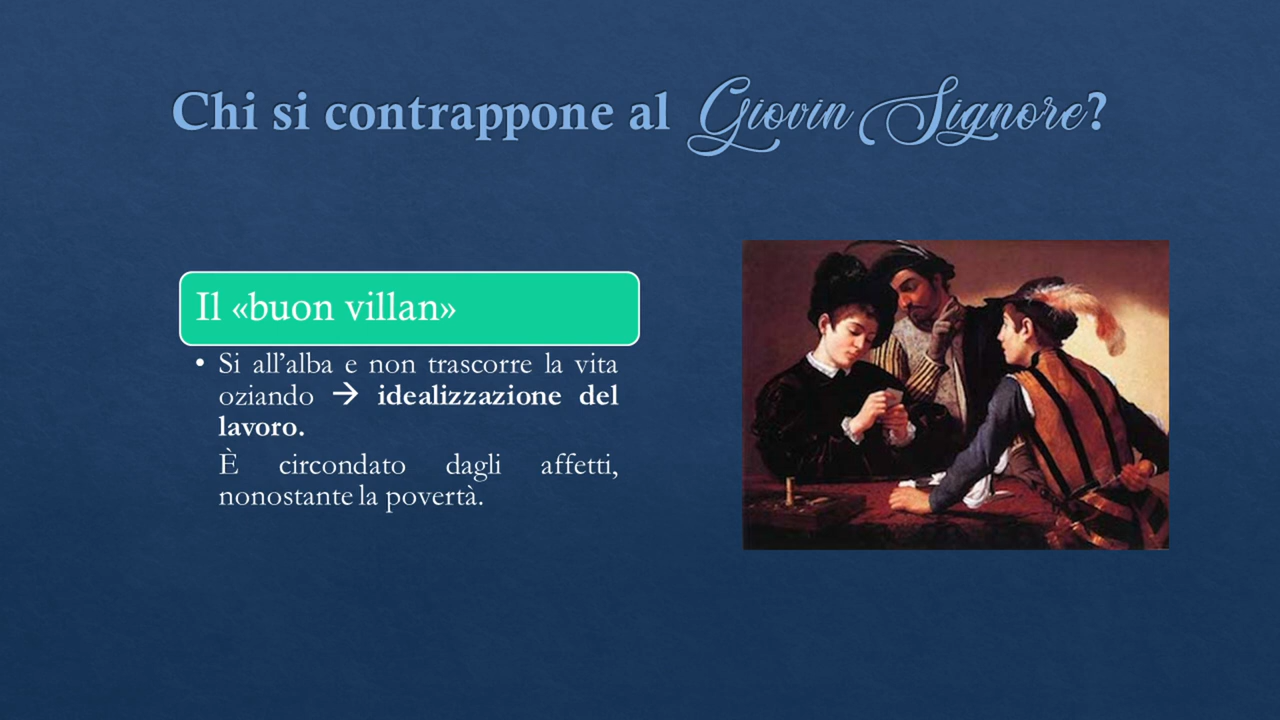 Chi si contrappone al Giovin Signore?
Il «buon villan»
• Si all’alba e non trascorre la vita
oziando → idealizzazione del
lavoro.
È circondato dagli affetti,
nonostante la povertà.